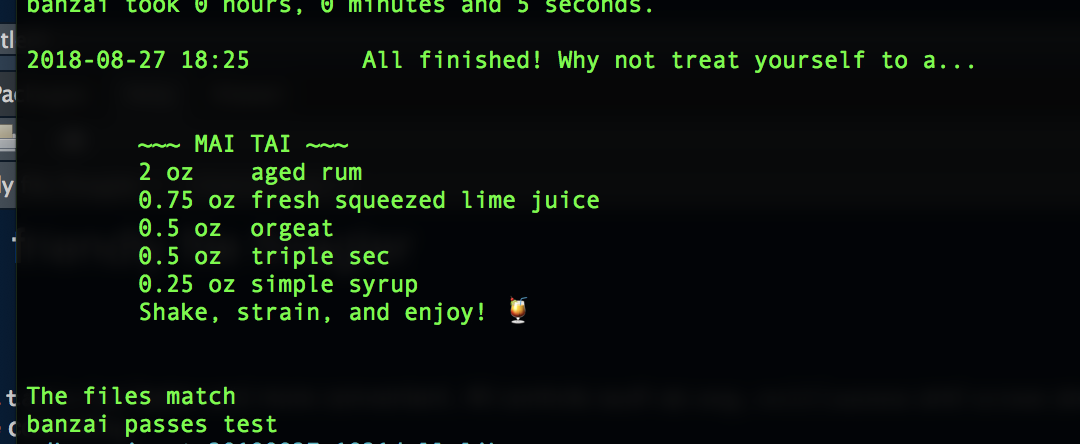 banzai took 0 hours, 0 minutes and 5 seconds.
2018-08-27 18:25        All finished! Why not treat yourself to a...
~~~ MAI TAI ~~~
2 oz    aged rum
0.75 oz fresh squeezed lime juice
0.5 oz  orgeat
0.5 oz  triple sec
0.25 oz simple syrup
Shake, strain, and enjoy! 🍹
The files match
banzai passes test